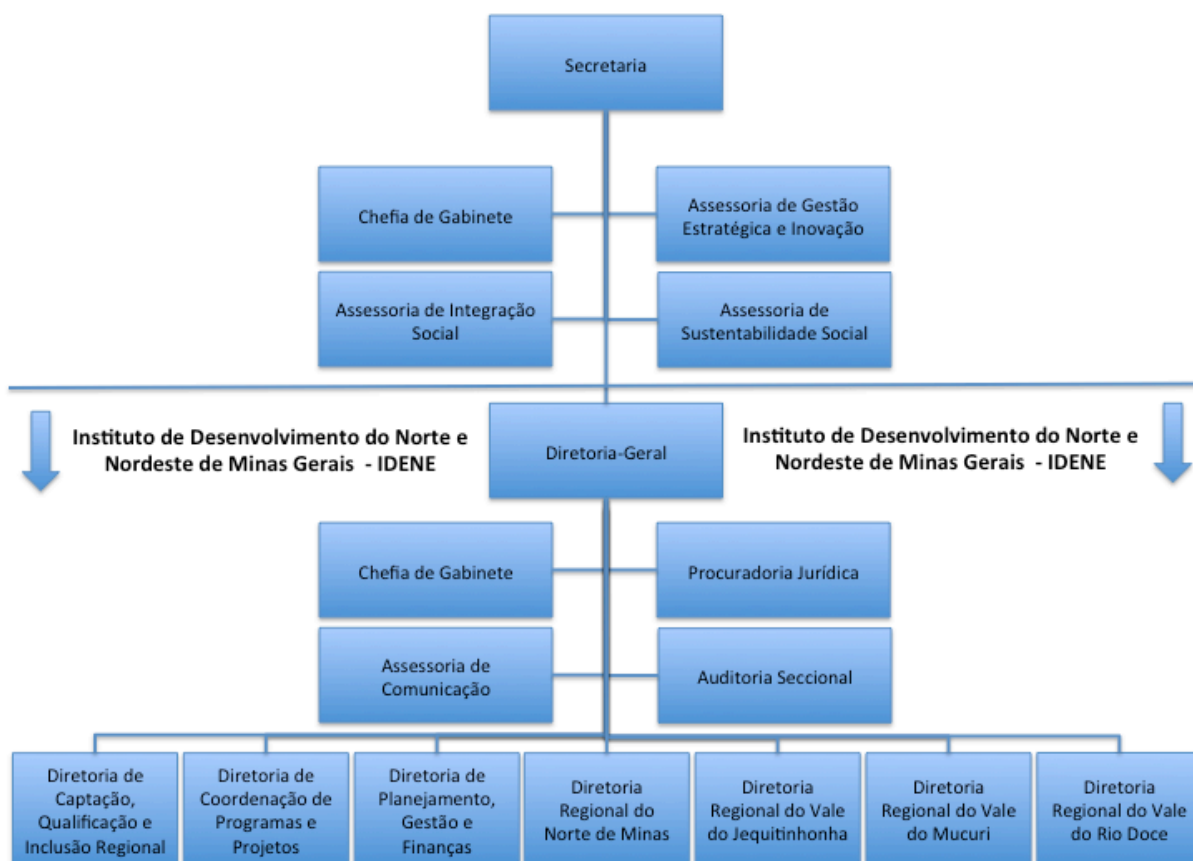 Secretaria
Chefia de Gabinete
Assessoria de Gestão
Estratégica e Inovação
Assessoria de Integração
Social
Assessoria de
Sustentabilidade Social
Instituto de Desenvolvimento do Norte e
Nordeste de Minas Gerais - IDENE
Diretoria-Geral
Instituto de Desenvolvimento do Norte e
Nordeste de Minas Gerais - IDENE
Chefia de Gabinete
Procuradoria Jurídica
Assessoria de
Comunicação
Auditoria Seccional
Diretoria de
Captação,
Qualificação e
Inclusão Regional
Diretoria de
Coordenação de
Programas e
Projetos
Diretoria de
Planejamento,
Gestão e
Finanças
Diretoria
Regional do
Norte de Minas
Diretoria
Regional do Vale
do Jequitinhonha
Diretoria
Regional do Vale
do Mucuri
Diretoria
Regional do Vale
do Rio Doce